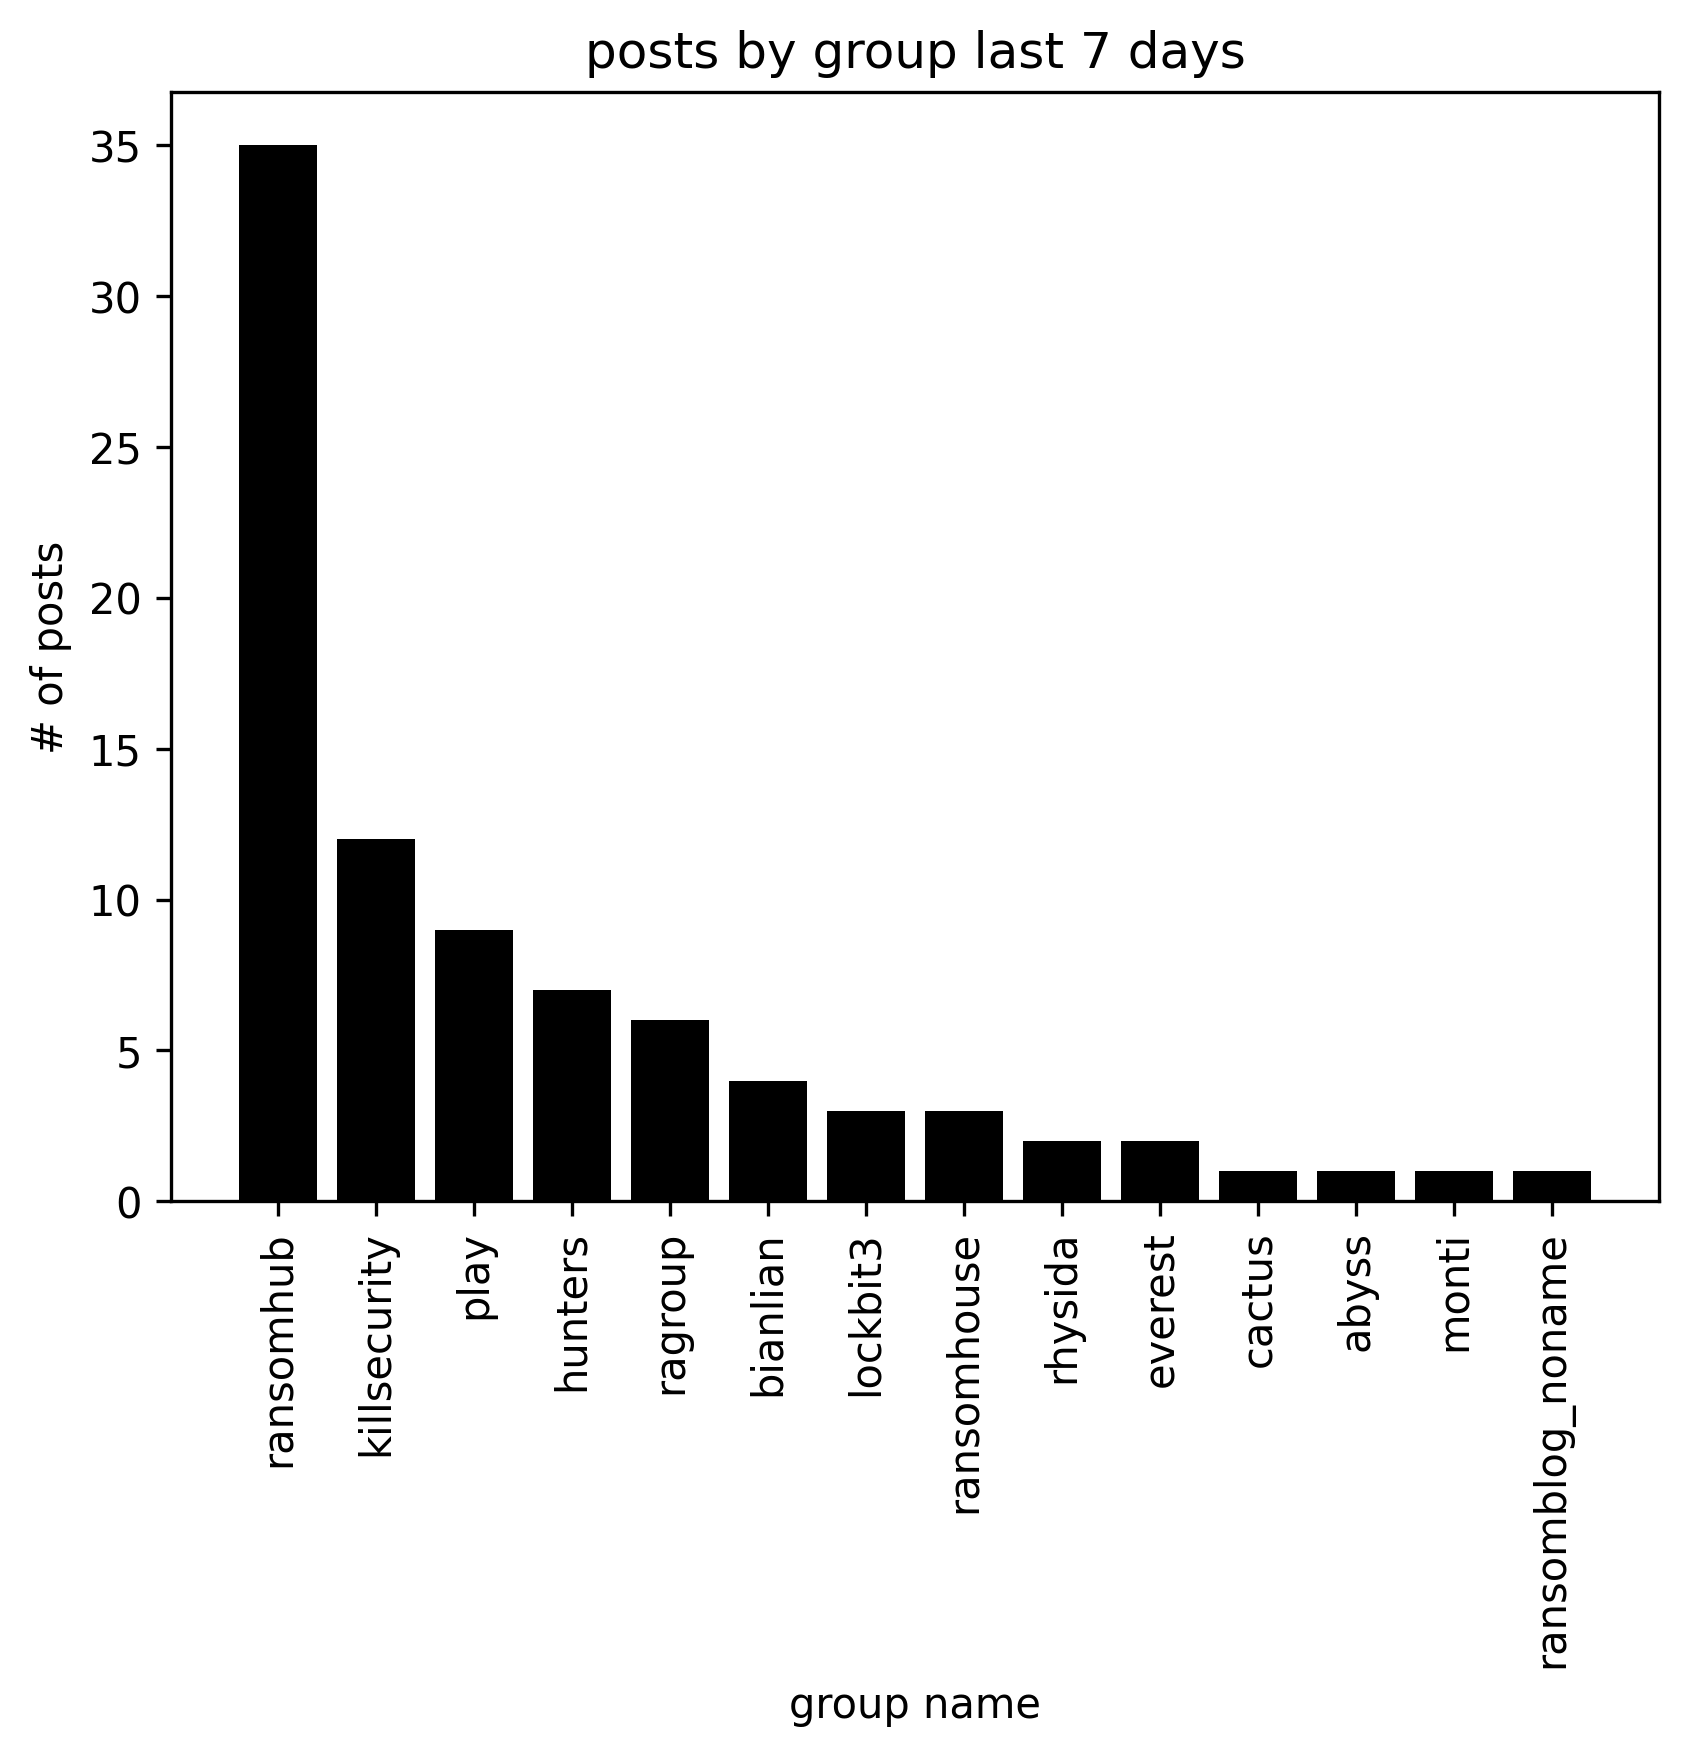 posts by group last 7 days
# of posts
35
30
25
20
15
10
5
0
ransomhub
killsecurity
play
hunters
ragroup
bianlian
lockbit3
ransomhouse
rhysida
everest
cactus
abyss
monti
ransomblog_noname
group name